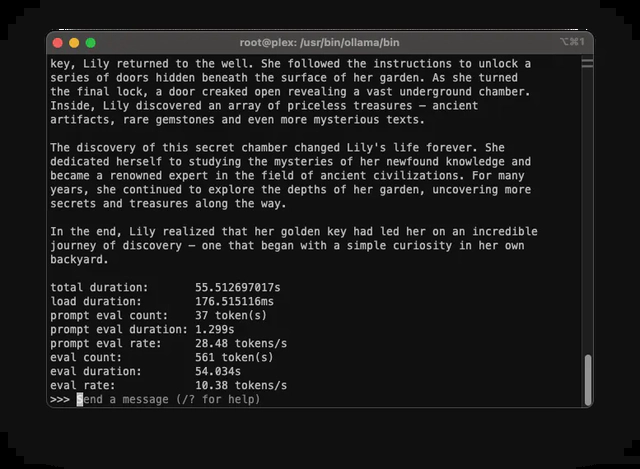 root@plex: /usr/bin/ollama/bin
⌥⌘1
key, Lily returned to the well. She followed the instructions to unlock a
series of doors hidden beneath the surface of her garden. As she turned
the final lock, a door creaked open revealing a vast underground chamber.
Inside, Lily discovered an array of priceless treasures — ancient
artifacts, rare gemstones and even more mysterious texts.

The discovery of this secret chamber changed Lily's life forever. She
dedicated herself to studying the mysteries of her newfound knowledge and
became a renowned expert in the field of ancient civilizations. For many
years, she continued to explore the depths of her garden, uncovering more
secrets and treasures along the way.

In the end, Lily realized that her golden key had led her on an incredible
journey of discovery — one that began with a simple curiosity in her own
backyard.

total duration:       55.512697017s
load duration:        176.515116ms
prompt eval count:    37 token(s)
prompt eval duration: 1.299s
prompt eval rate:     28.48 tokens/s
eval count:           561 token(s)
eval duration:        54.034s
eval rate:            10.38 tokens/s
>>> Send a message (/? for help)